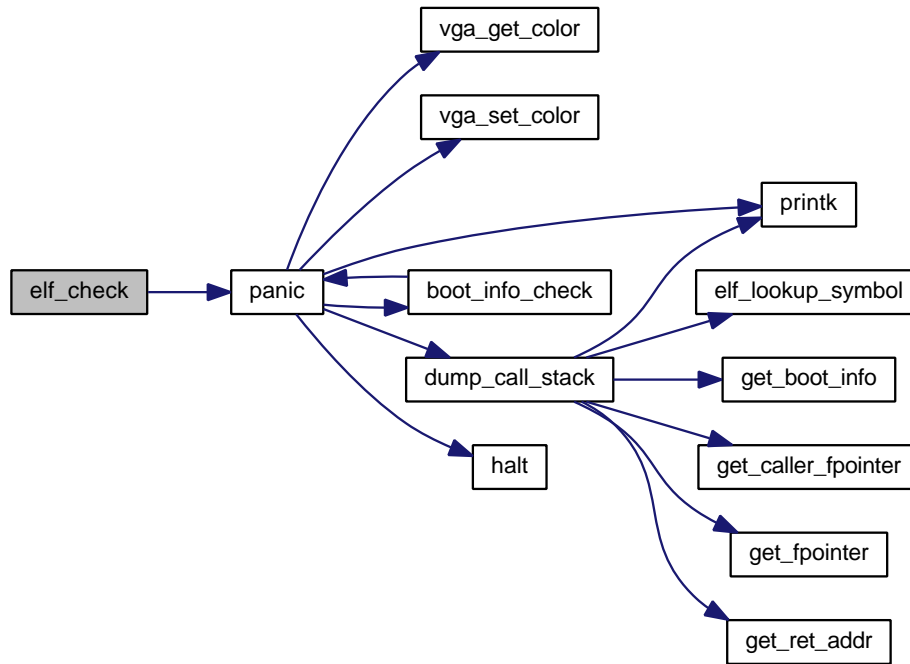 vga_get_color
vga_set_color
printk
elf_check
panic
boot_info_check
elf_lookup_symbol
dump_call_stack
get_boot_info
halt
get_caller_fpointer
get_fpointer
get_ret_addr